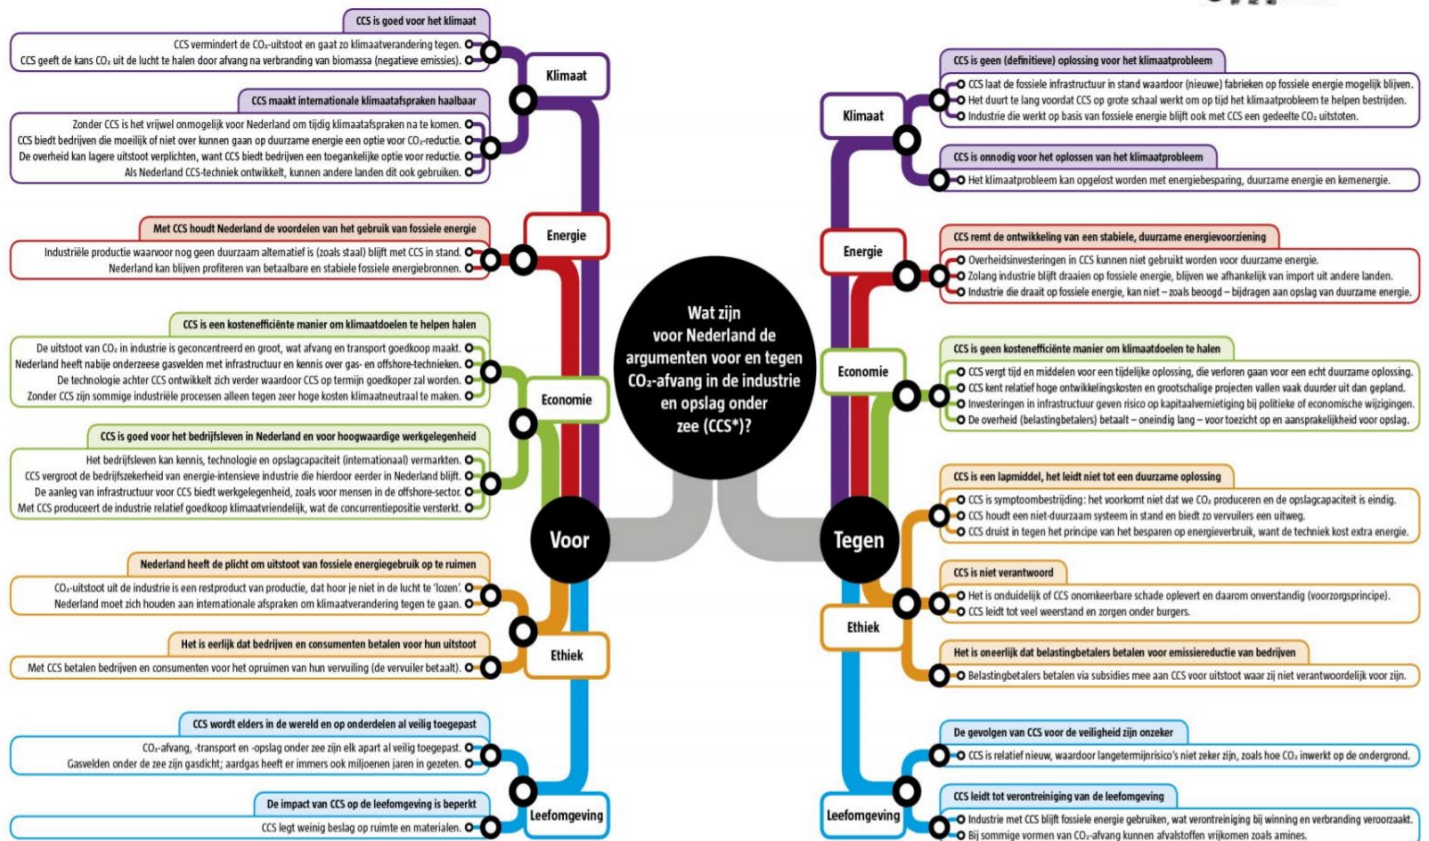 Wat zijn
voor Nederland de
argumenten voor en tegen
CO₂-afvang in de industrie
en opslag onder
zee (CCS*)?
Voor
Klimaat
CCS is goed voor het klimaat
CCS vermindert de CO₂-uitstoot en gaat zo klimaatverandering tegen.
CCS geeft de kans CO₂ uit de lucht te halen door afvang na verbranding van biomassa (negatieve emissies).
CCS maakt internationale klimaatafspraken haalbaar
Zonder CCS is het vrijwel onmogelijk voor Nederland om tijdig klimaatafspraken na te komen.
CCS biedt bedrijven die moeilijk of niet over kunnen gaan op duurzame energie een optie voor CO₂-reductie.
De overheid kan lagere uitstoot verplichten, want CCS biedt bedrijven een toegankelijke optie voor reductie.
Als Nederland CCS-techniek ontwikkelt, kunnen andere landen dit ook gebruiken.
Energie
Met CCS houdt Nederland de voordelen van het gebruik van fossiele energie
Industriële productie waarvoor nog geen duurzaam alternatief is (zoals staal) blijft met CCS in stand.
Nederland kan blijven profiteren van betaalbare en stabiele fossiele energiebronnen.
Economie
CCS is een kostenefficiënte manier om klimaatdoelen te helpen halen
De uitstoot van CO₂ in industrie is geconcentreerd en groot, wat afvang en transport goedkoop maakt.
Nederland heeft nabije onderzeese gasvelden met infrastructuur en kennis over gas- en offshore-technieken.
De technologie achter CCS ontwikkelt zich verder waardoor CCS op termijn goedkoper zal worden.
Zonder CCS zijn sommige industriële processen alleen tegen zeer hoge kosten klimaatneutraal te maken.
CCS is goed voor het bedrijfsleven in Nederland en voor hoogwaardige werkgelegenheid
Het bedrijfsleven kan kennis, technologie en opslagcapaciteit (internationaal) vermarkten.
CCS vergroot de bedrijfszekerheid van energie-intensieve industrie die hierdoor eerder in Nederland blijft.
De aanleg van infrastructuur voor CCS biedt werkgelegenheid, zoals voor mensen in de offshore-sector.
Met CCS produceert de industrie relatief goedkoop klimaatvriendelijk, wat de concurrentiepositie versterkt.
Ethiek
Nederland heeft de plicht om uitstoot van fossiele energiegebruik op te ruimen
CO₂-uitstoot uit de industrie is een restproduct van productie, dat hoor je niet in de lucht te 'lozen'.
Nederland moet zich houden aan internationale afspraken om klimaatverandering tegen te gaan.
Het is eerlijk dat bedrijven en consumenten betalen voor hun uitstoot
Met CCS betalen bedrijven en consumenten voor het opruimen van hun vervuiling (de vervuiler betaalt).
Leefomgeving
CCS wordt elders in de wereld en op onderdelen al veilig toegepast
CO₂-afvang, -transport en -opslag onder zee zijn elk apart al veilig toegepast.
Gasvelden onder de zee zijn gasdicht; aardgas heeft er immers ook miljoenen jaren in gezeten.
De impact van CCS op de leefomgeving is beperkt
CCS legt weinig beslag op ruimte en materialen.
Tegen
Klimaat
CCS is geen (definitieve) oplossing voor het klimaatprobleem
CCS laat de fossiele infrastructuur in stand waardoor (nieuwe) fabrieken op fossiele energie mogelijk blijven.
Het duurt te lang voordat CCS op grote schaal werkt om op tijd het klimaatprobleem te helpen bestrijden.
Industrie die werkt op basis van fossiele energie blijft ook met CCS een gedeelte CO₂ uitstoten.
CCS is onnodig voor het oplossen van het klimaatprobleem
Het klimaatprobleem kan opgelost worden met energiebesparing, duurzame energie en kernenergie.
Energie
CCS remt de ontwikkeling van een stabiele, duurzame energievoorziening
Overheidsinvesteringen in CCS kunnen niet gebruikt worden voor duurzame energie.
Zolang industrie blijft draaien op fossiele energie, blijven we afhankelijk van import uit andere landen.
Industrie die draait op fossiele energie, kan niet – zoals beoogd – bijdragen aan opslag van duurzame energie.
Economie
CCS is geen kostenefficiënte manier om klimaatdoelen te halen
CCS vergt tijd en middelen voor een tijdelijke oplossing, die verloren gaan voor een echt duurzame oplossing.
CCS kent relatief hoge ontwikkelingskosten en grootschalige projecten vallen vaak duurder uit dan gepland.
Investeringen in infrastructuur geven risico op kapitaalvernietiging bij politieke of economische wijzigingen.
De overheid (belastingbetalers) betaalt – oneindig lang – voor toezicht op en aansprakelijkheid voor opslag.
Ethiek
CCS is een lapmiddel, het leidt niet tot een duurzame oplossing
CCS is symptoombestrijding: het voorkomt niet dat we CO₂ produceren en de opslagcapaciteit is eindig.
CCS houdt een niet-duurzaam systeem in stand en biedt zo vervuilers een uitweg.
CCS druist in tegen het principe van het besparen op energieverbruik, want de techniek kost extra energie.
CCS is niet verantwoord
Het is onduidelijk of CCS onomkeerbare schade oplevert en daarom onverstandig (voorzorgsprincipe).
CCS leidt tot veel weerstand en zorgen onder burgers.
Het is oneerlijk dat belastingbetalers betalen voor emissiereductie van bedrijven
Belastingbetalers betalen via subsidies mee aan CCS voor uitstoot waar zij niet verantwoordelijk voor zijn.
Leefomgeving
De gevolgen van CCS voor de veiligheid zijn onzeker
CCS is relatief nieuw, waardoor langetermijnrisico's niet zeker zijn, zoals hoe CO₂ inwerkt op de ondergrond.
CCS leidt tot verontreiniging van de leefomgeving
Industrie met CCS blijft fossiele energie gebruiken, wat verontreiniging bij winning en verbranding veroorzaakt.
Bij sommige vormen van CO₂-afvang kunnen afvalstoffen vrijkomen zoals amines.